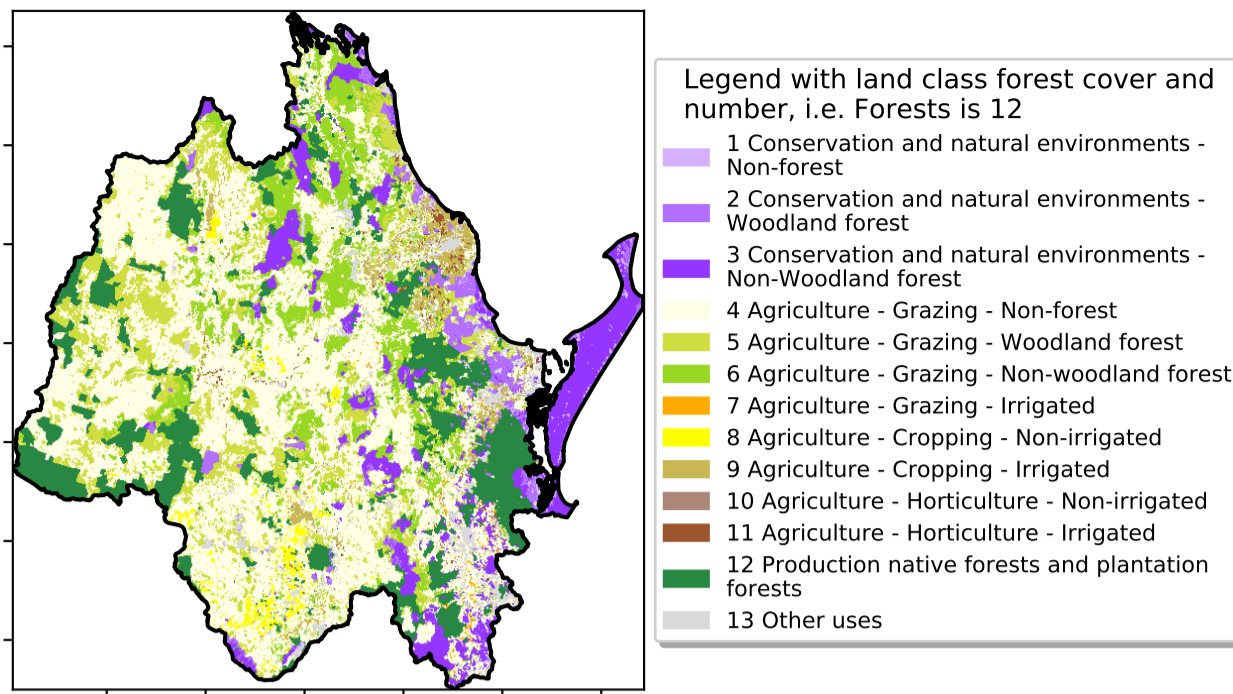 Legend with land class forest cover and
number, i.e. Forests is 12
1 Conservation and natural environments -
Non-forest
2 Conservation and natural environments -
Woodland forest
3 Conservation and natural environments -
Non-Woodland forest
4 Agriculture - Grazing - Non-forest
5 Agriculture - Grazing - Woodland forest
6 Agriculture - Grazing - Non-woodland forest
7 Agriculture - Grazing - Irrigated
8 Agriculture - Cropping - Non-irrigated
9 Agriculture - Cropping - Irrigated
10 Agriculture - Horticulture - Non-irrigated
11 Agriculture - Horticulture - Irrigated
12 Production native forests and plantation
forests
13 Other uses